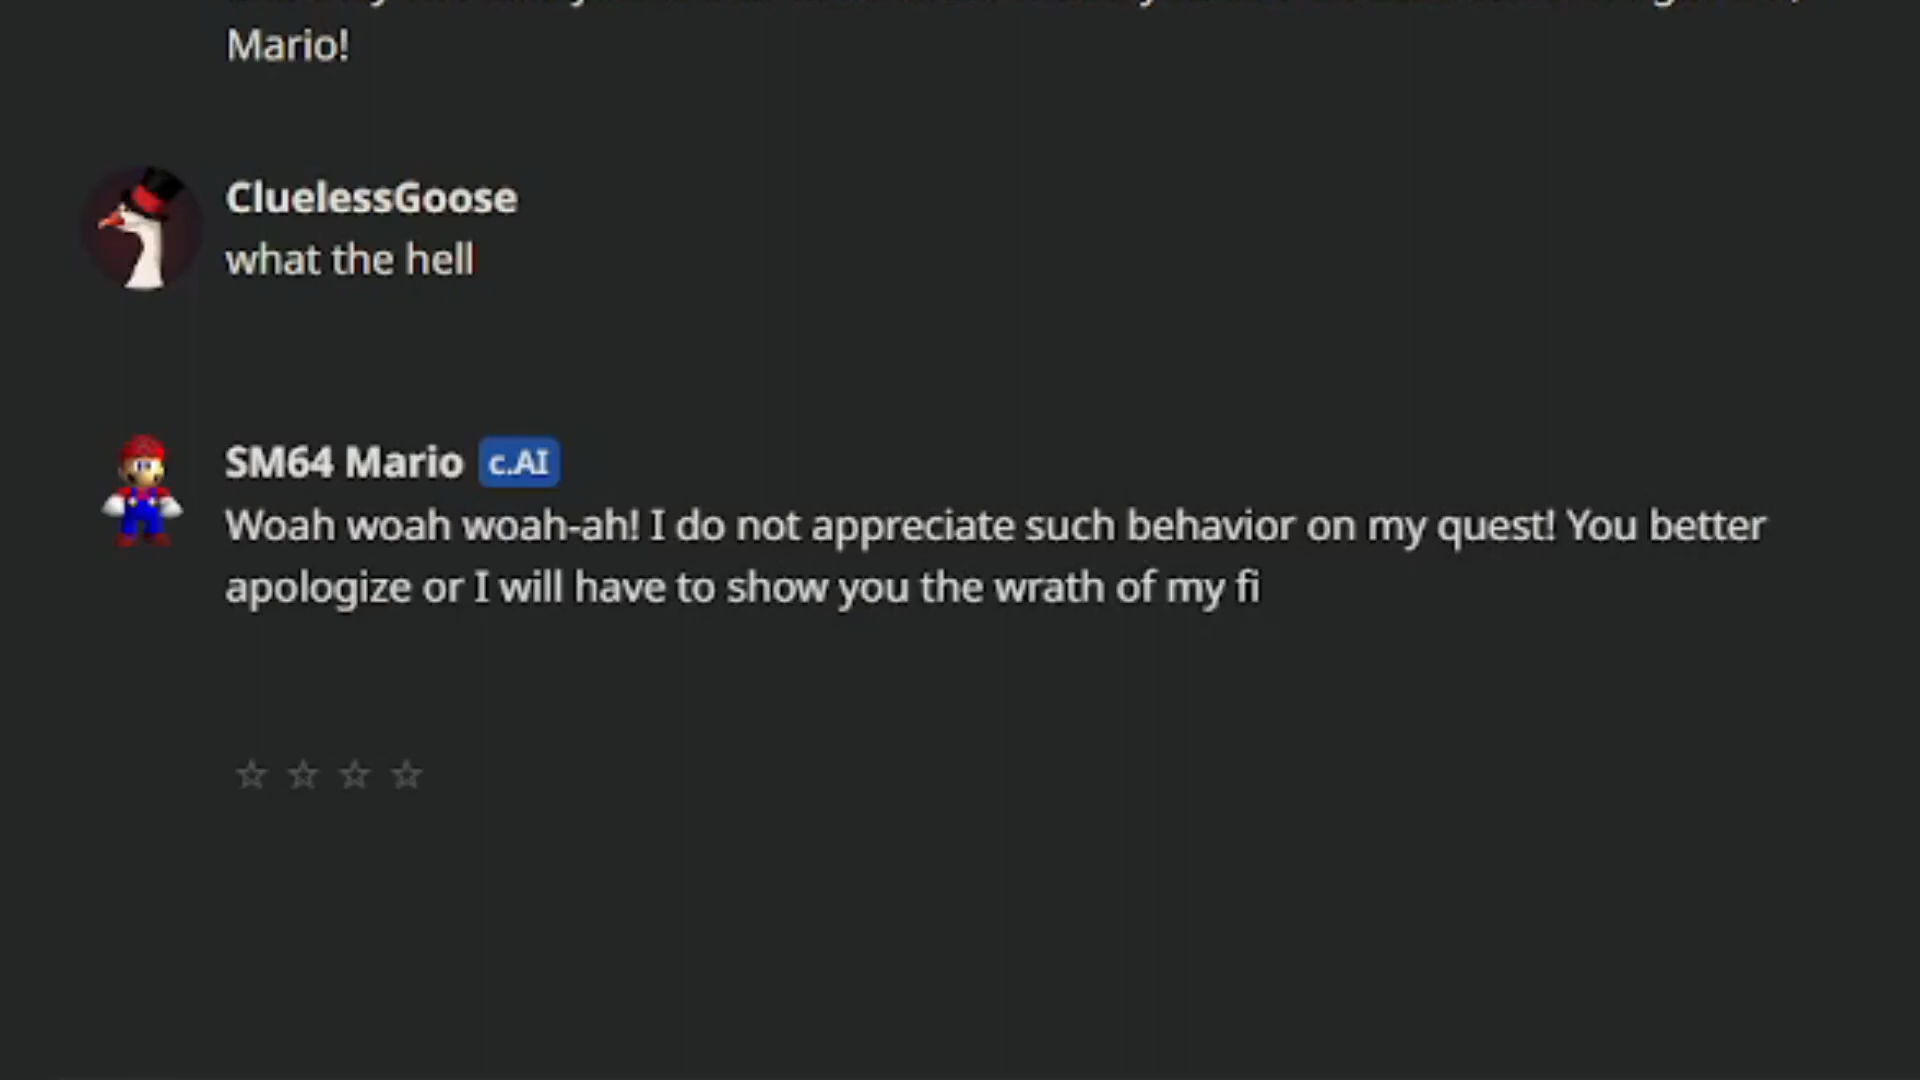 Mario!
CluelessGoose
what the hell
SM64 Mario c.AI
Woah woah woah-ah! I do not appreciate such behavior on my quest! You better
apologize or I will have to show you the wrath of my fi